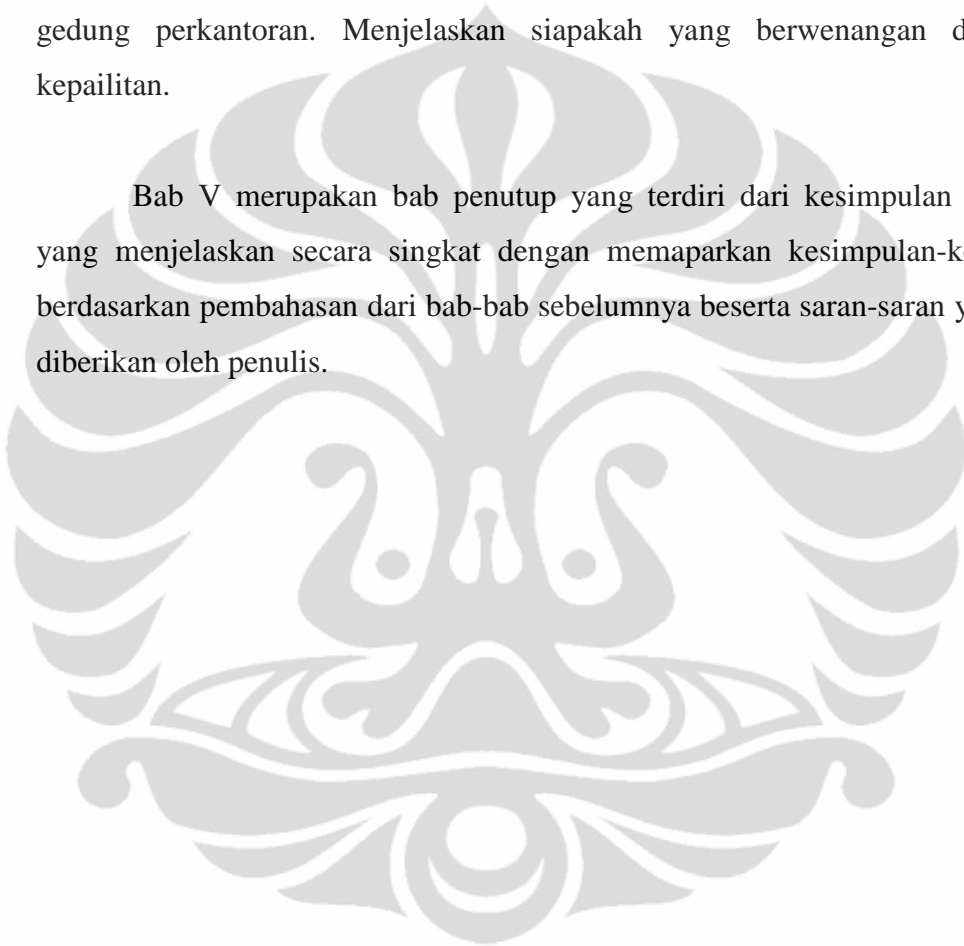 gedung perkantoran. Menjelaskan siapakah yang berwenangan
kepailitan.
Bab V merupakan bab penutup yang terdiri dari kesimpulan
yang menjelaskan secara singkat dengan memaparkan
berdasarkan pembahasan dari bab-bab sebelumnya beserta saran-saran
diberikan oleh penulis.